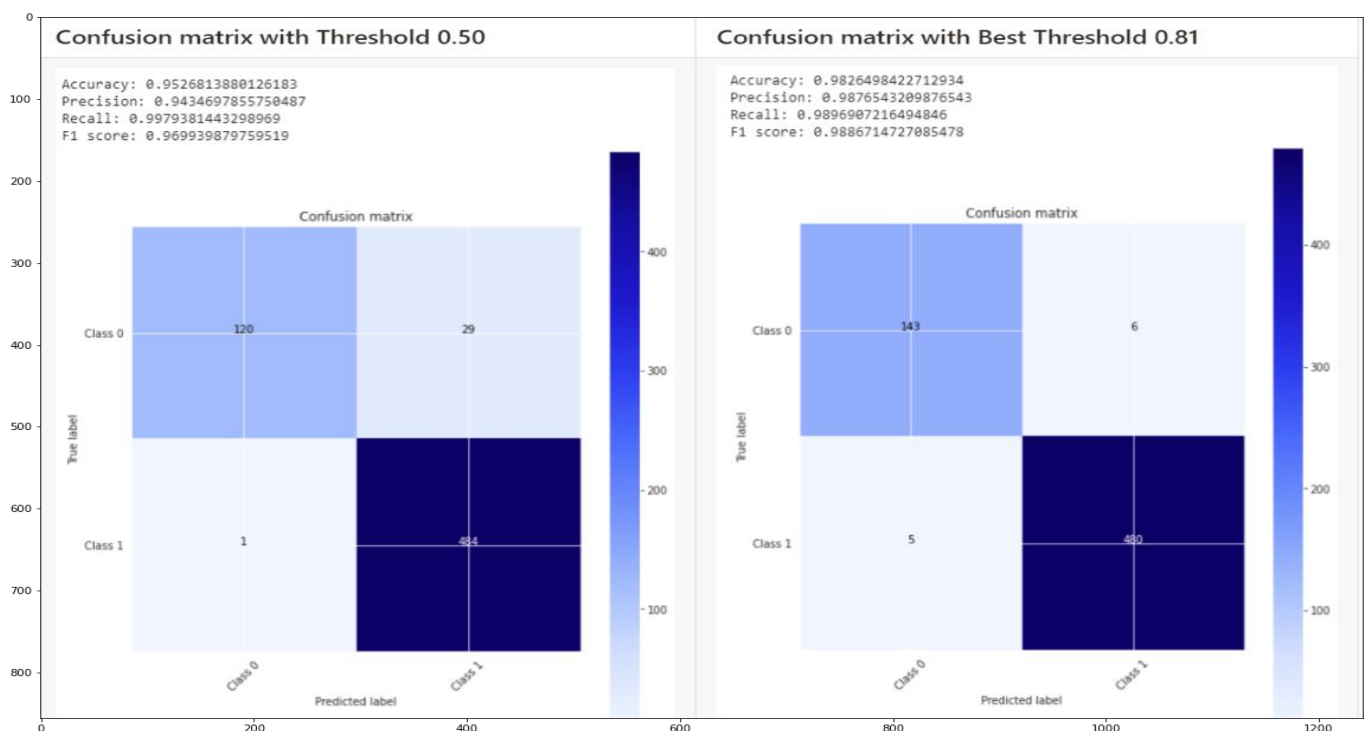 Confusion matrix with Threshold 0.50
Accuracy: 0.9526813880126183
Precision: 0.9434697855750487
Recall: 0.9979381443298969
F1 score: 0.969939879759519
Confusion matrix
Class 0
120
29
Class 1
1
484
True label
Class 0
Class 1
Predicted label
400
300
200
100
Confusion matrix with Best Threshold 0.81
Accuracy: 0.9826498422712934
Precision: 0.9876543209876543
Recall: 0.9896907216494846
F1 score: 0.9886714727085478
Confusion matrix
Class 0
143
6
Class 1
5
480
True label
Class 0
Class 1
Predicted label
400
300
200
100
0
100
200
300
400
500
600
700
800
0
200
400
600
800
1000
1200